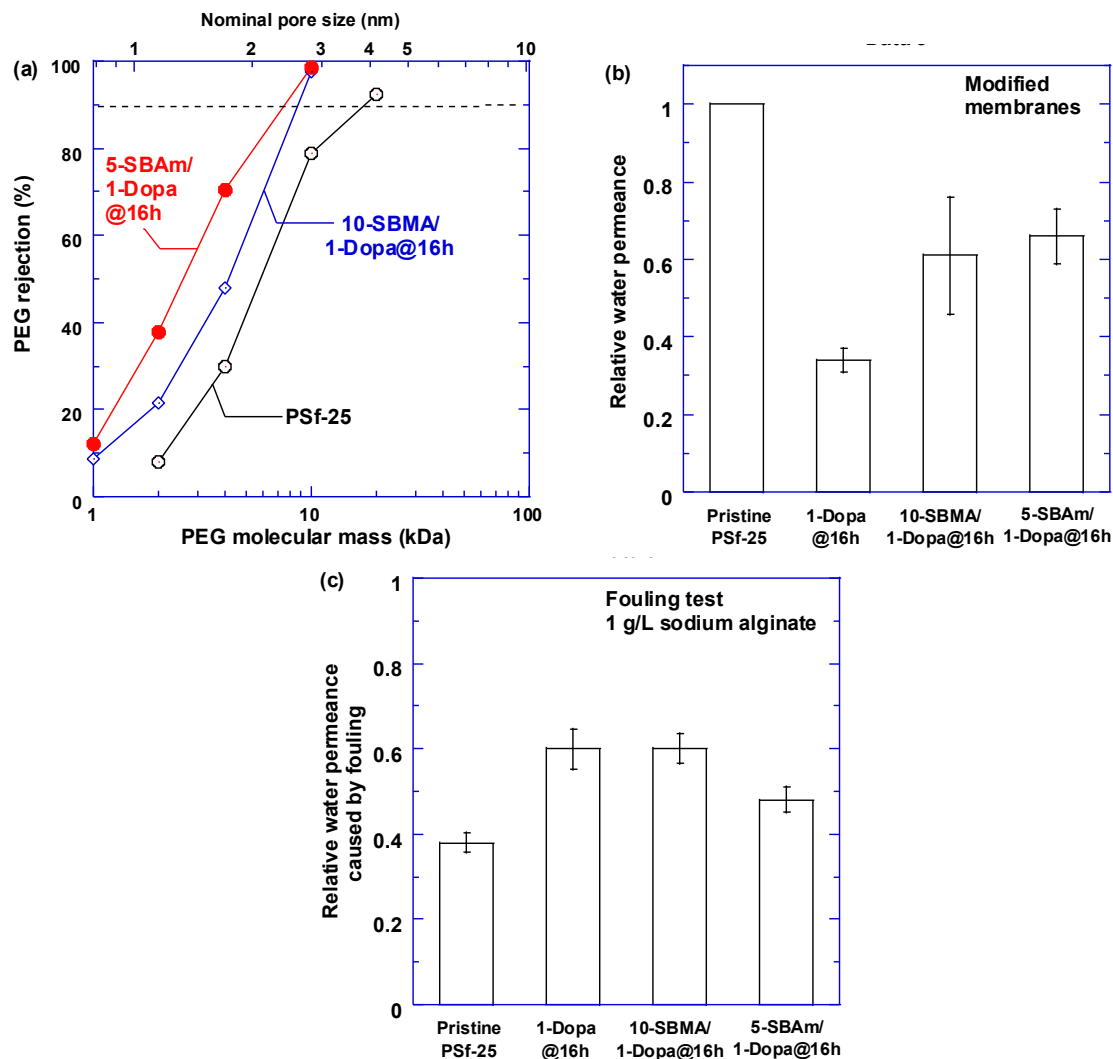 Nominal pore size (nm)
1 2 3 4 5 10
(a)
100
80
60
40
20
0
PEG rejection (%)
5-SBAm/
1-Dopa
@16h
10-SBMA/
1-Dopa@16h
PSf-25
1 10 100
PEG molecular mass (kDa)
(b)
Modified
membranes
1
0.8
0.6
0.4
0.2
0
Relative water permeance
Pristine
PSf-25
1-Dopa
@16h
10-SBMA/
1-Dopa@16h
5-SBAm/
1-Dopa@16h
(c)
Fouling test
1 g/L sodium alginate
1
0.8
0.6
0.4
0.2
0
Relative water permeance
caused by fouling
Pristine
PSf-25
1-Dopa
@16h
10-SBMA/
1-Dopa@16h
5-SBAm/
1-Dopa@16h